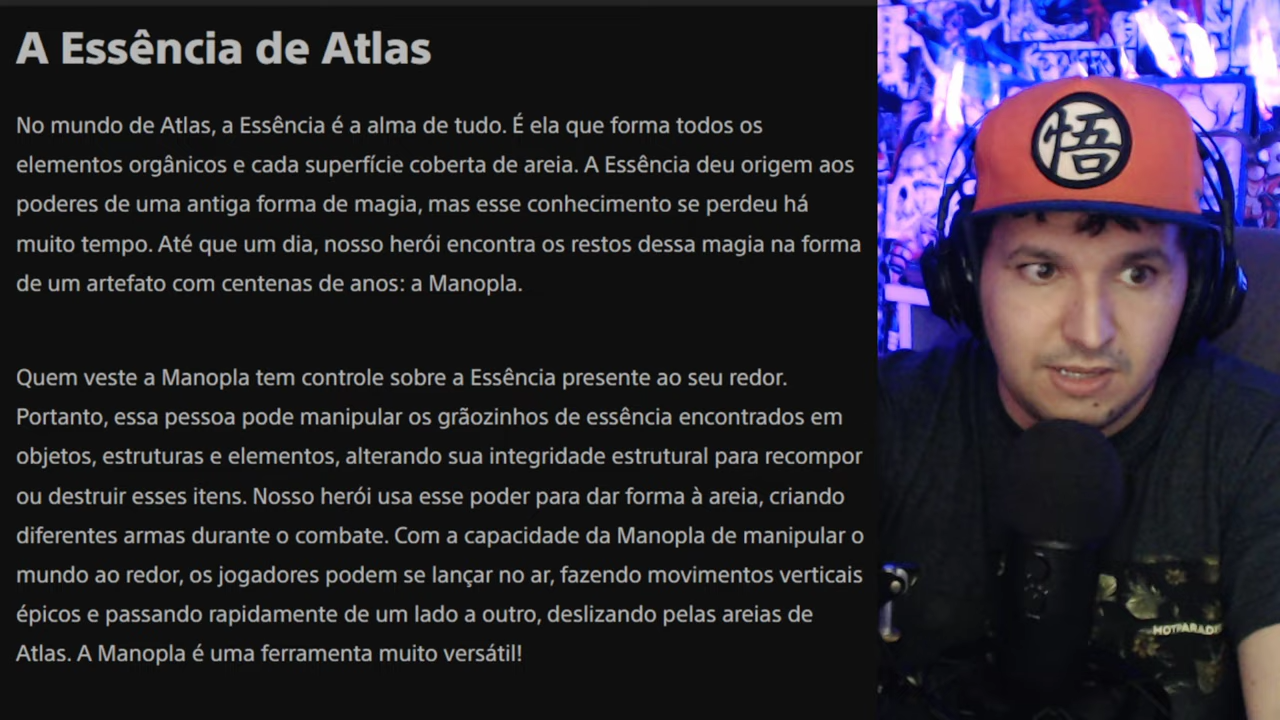 A Essência de Atlas
No mundo de Atlas, a Essência é a alma de tudo. É ela que forma todos os
elementos orgânicos e cada superfície coberta de areia. A Essência deu origem aos
poderes de uma antiga forma de magia, mas esse conhecimento se perdeu há
muito tempo. Até que um dia, nosso herói encontra os restos dessa magia na forma
de um artefato com centenas de anos: a Manopla.
Quem veste a Manopla tem controle sobre a Essência presente ao seu redor.
Portanto, essa pessoa pode manipular os grãozinhos de essência encontrados em
objetos, estruturas e elementos, alterando sua integridade estrutural para recompor
ou destruir esses itens. Nosso herói usa esse poder para dar forma à areia, criando
diferentes armas durante o combate. Com a capacidade da Manopla de manipular o
mundo ao redor, os jogadores podem se lançar no ar, fazendo movimentos verticais
épicos e passando rapidamente de um lado a outro, deslizando pelas areias de
Atlas. A Manopla é uma ferramenta muito versátil!
悟